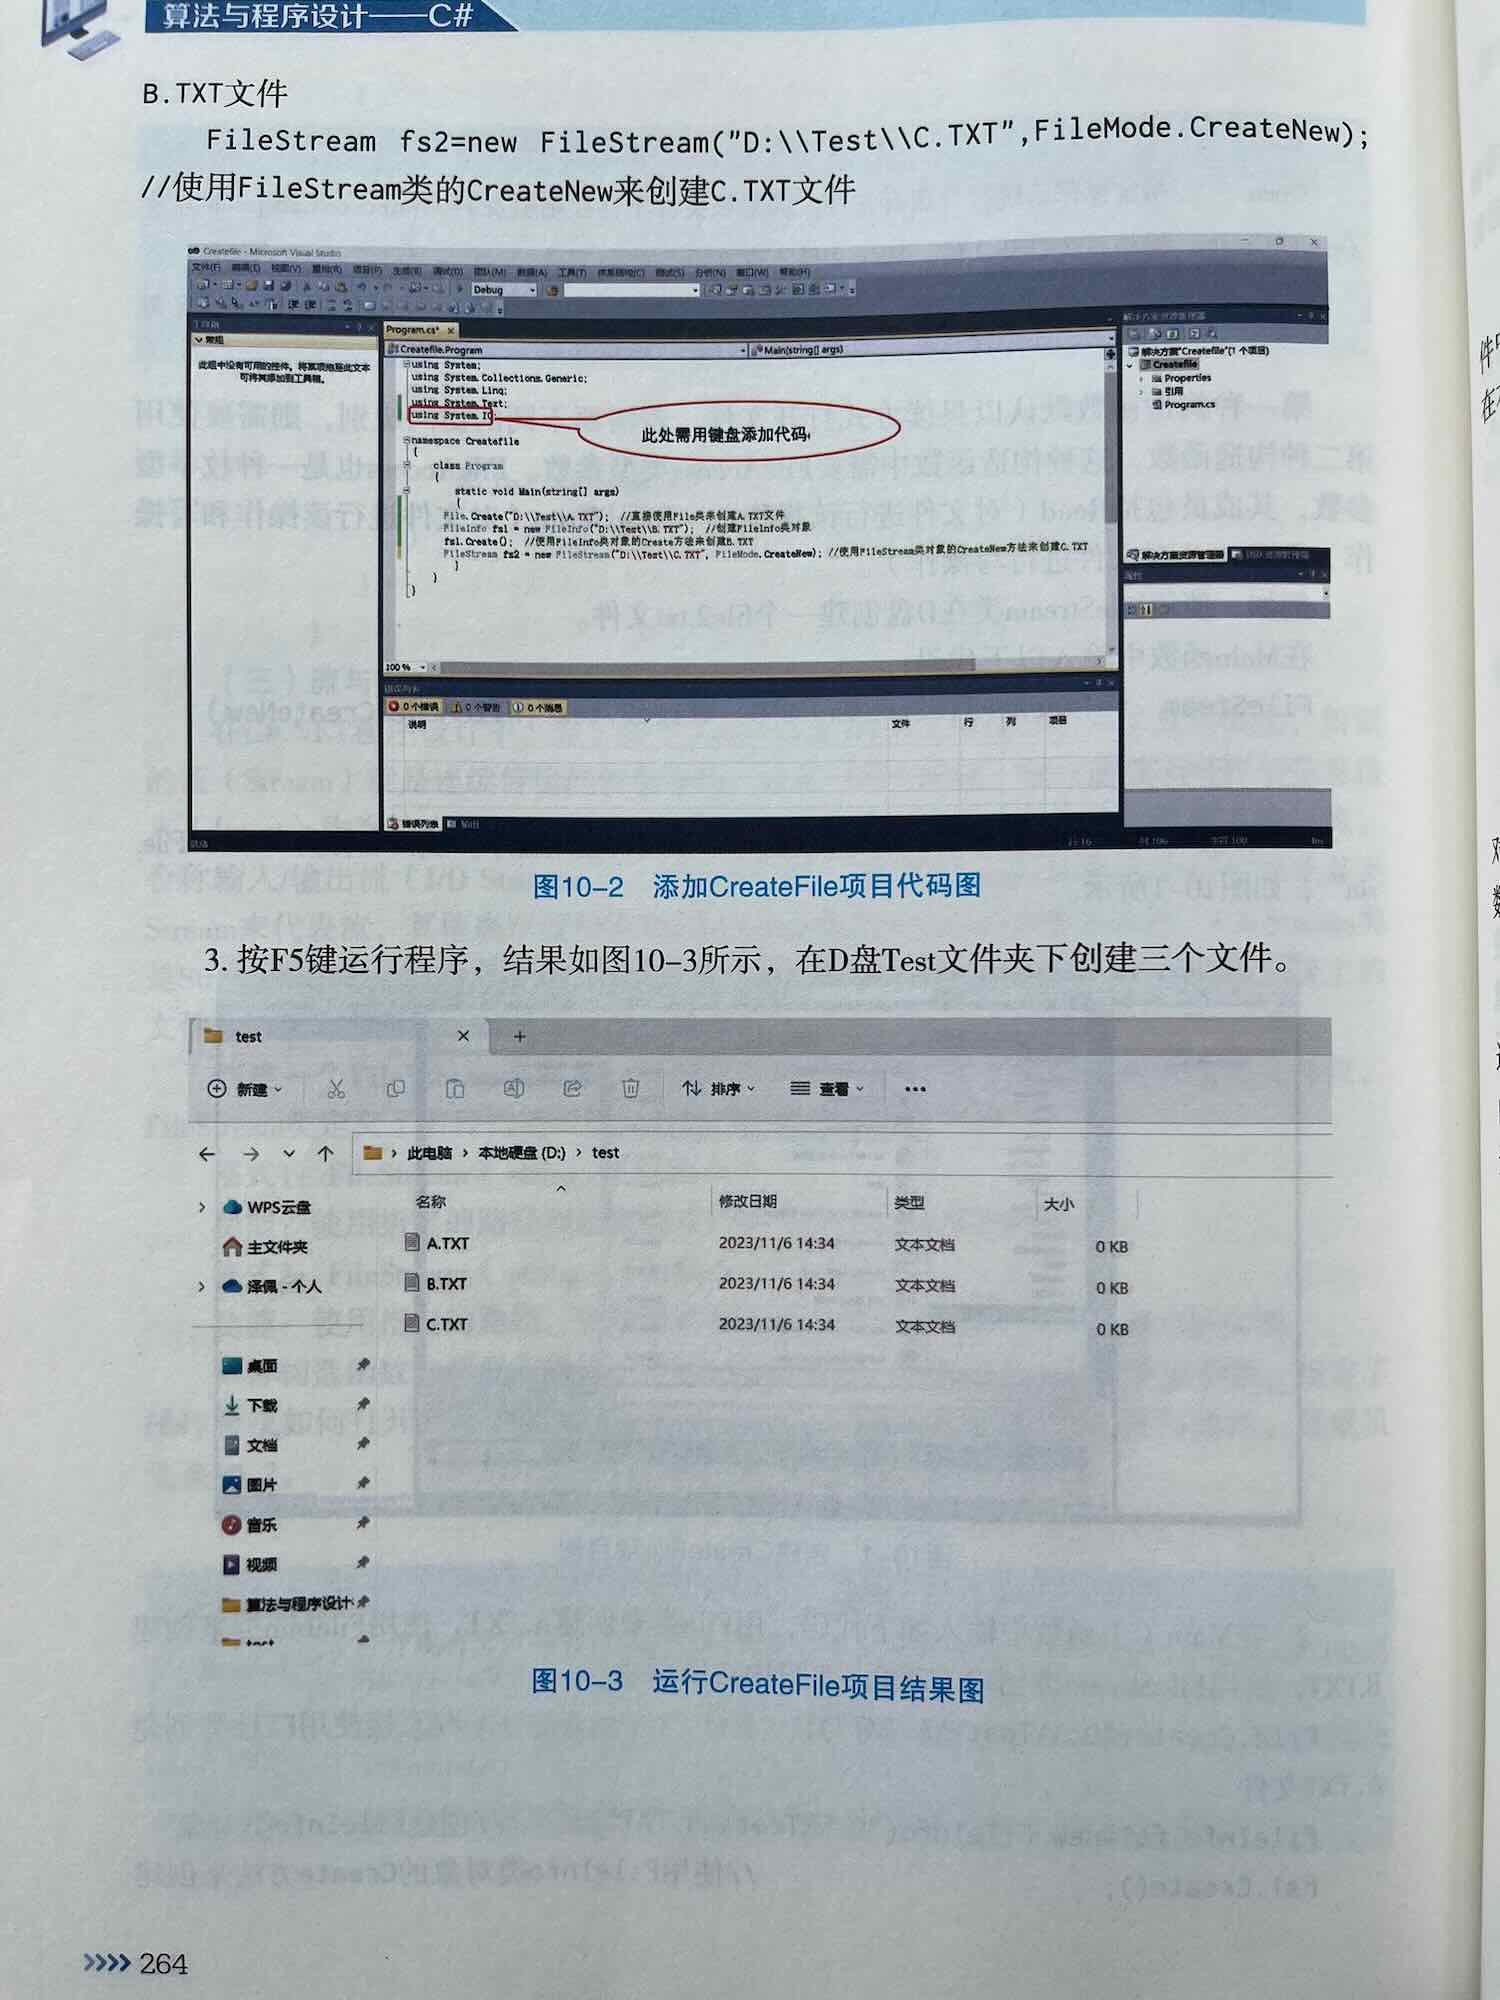 算法与程序设计——C#
B.TXT文件
FileStream fs2=new FileStream("D:\\Test\\C.TXT",FileMode.CreateNew);
//使用FileStream类的CreateNew来创建C.TXT文件
Createfile - Microsoft Visual Studio
文件(F) 编辑(E) 视图(V) 重构(R) 项目(P) 生成(B) 调试(D) 团队(M) 数据(A) 工具(T) 体系结构(C) 测试(S) 分析(N) 窗口(W) 帮助(H)
Debug
工具箱
常规
此组中没有可用的控件。将某项拖至此文本
可将其添加到工具箱。
Program.cs*
Createfile.Program
Main(string[] args)
using System;
using System.Collections.Generic;
using System.Linq;
using System.Text;
using System.IO;
此处需用键盘添加代码
namespace Createfile
{
class Program
{
static void Main(string[] args)
{
File.Create("D:\\Test\\A.TXT"); //直接使用File类来创建A.TXT文件
FileInfo fs1 = new FileInfo("D:\\Test\\B.TXT"); //创建FileInfo类对象
fs1.Create(); //使用FileInfo类对象的Create方法来创建B.TXT
FileStream fs2 = new FileStream("D:\\Test\\C.TXT", FileMode.CreateNew); //使用FileStream类对象的CreateNew方法来创建C.TXT
}
}
}
100 %
解决方案资源管理器
解决方案"Createfile"(1 个项目)
Createfile
Properties
引用
Program.cs
解决方案资源管理器
属性
错误列表
0 个错误 0 个警告 0 个消息
说明 文件 行 列 项目
错误列表 输出
图10-2 添加CreateFile项目代码图
3. 按F5键运行程序，结果如图10-3所示，在D盘Test文件夹下创建三个文件。
test
新建 排序 查看
此电脑 › 本地硬盘 (D:) › test
名称 修改日期 类型 大小
WPS云盘
主文件夹
泽佩 - 个人
A.TXT 2023/11/6 14:34 文本文档 0 KB
B.TXT 2023/11/6 14:34 文本文档 0 KB
C.TXT 2023/11/6 14:34 文本文档 0 KB
桌面
下载
文档
图片
音乐
视频
算法与程序设计
test
图10-3 运行CreateFile项目结果图
264